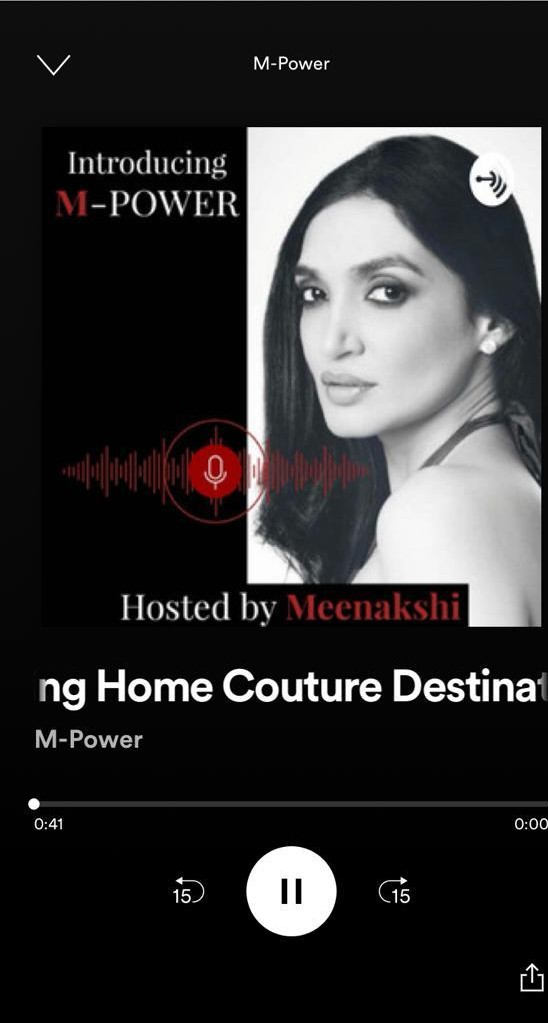 M-Power
Introducing
M-POWER
Hosted by Meenakshi
ng Home Couture Destinat
M-Power
0:41
0:00
15
15